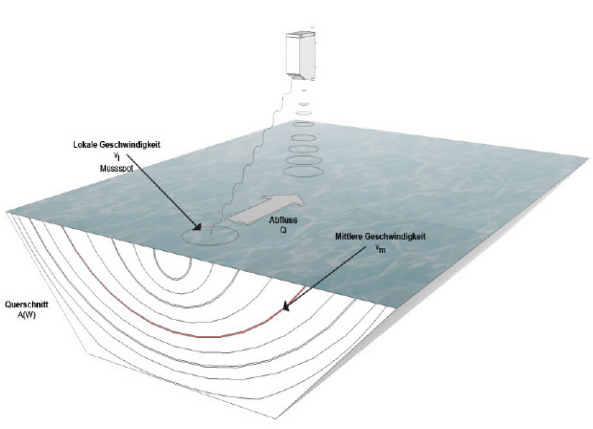 Lokale Geschwindigkeit
vl
Messspot
Abfluss
Q
Mittlere Geschwindigkeit
vm
Querschnitt
A(W)